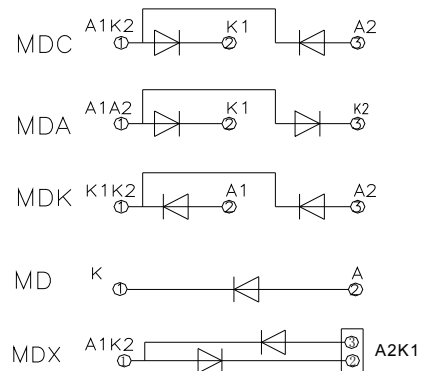 MDC A1K2 ① K1 ② A2 ③
MDA A1A2 ① K1 ② K2 ③
MDK K1K2 ① A1 ② A2 ③
MD K ① A ②
MDX A1K2 ① ③ ② A2K1